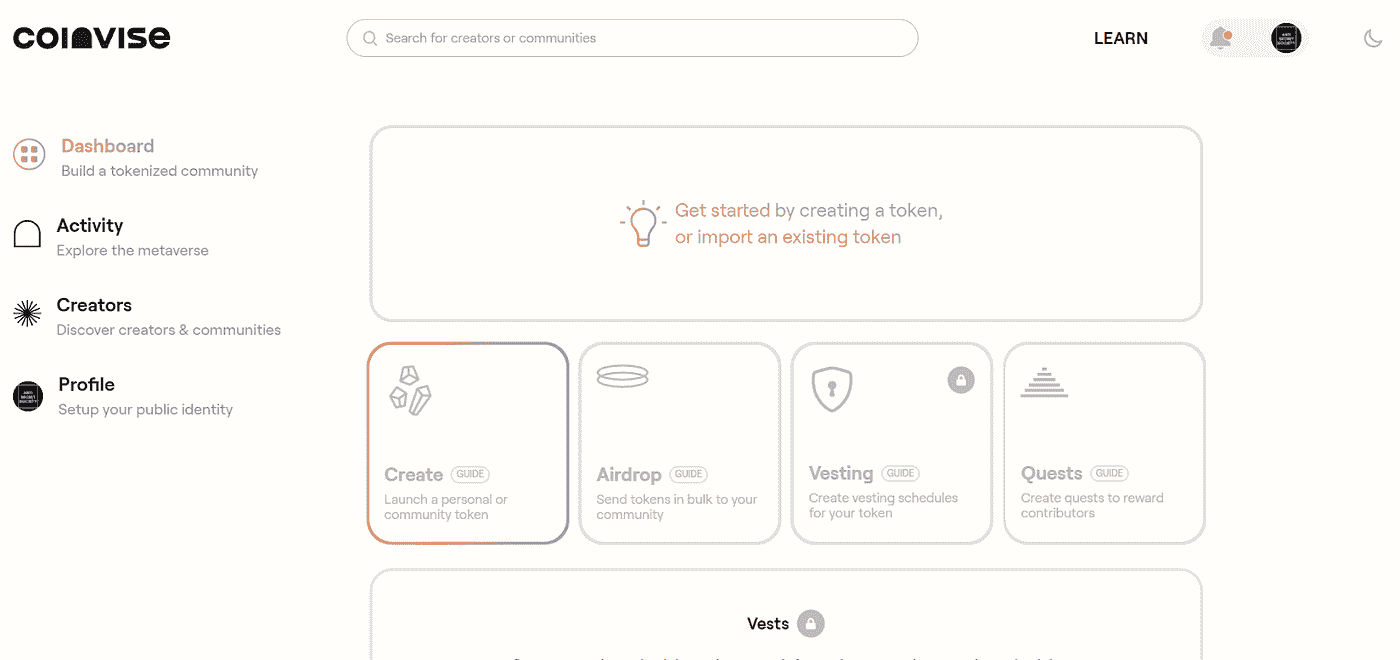 COINVISE
Search for creators or communities
LEARN
Dashboard
Build a tokenized community
Activity
Explore the metaverse
Creators
Discover creators & communities
Profile
Setup your public identity
Get started by creating a token,
or import an existing token
Create GUIDE
Launch a personal or
community token
Airdrop GUIDE
Send tokens in bulk to your
community
Vesting GUIDE
Create vesting schedules
for your token
Quests GUIDE
Create quests to reward
contributors
Vests